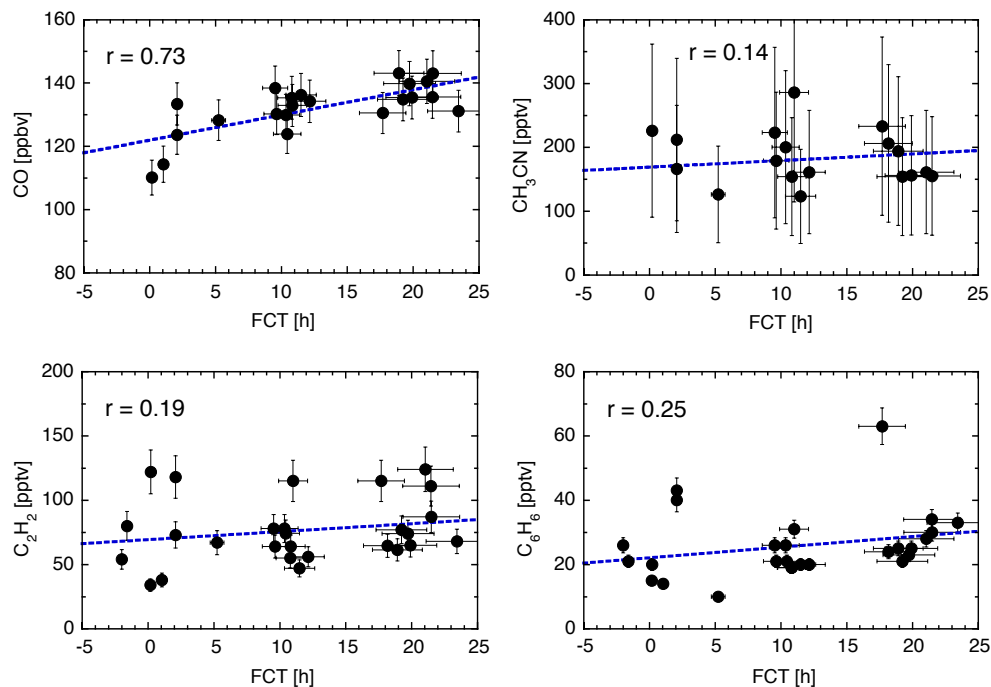 160
140
120
100
80
CO [ppbv]
r = 0.73
-5 0 5 10 15 20 25
FCT [h]
400
300
200
100
0
CH₃CN [pptv]
r = 0.14
-5 0 5 10 15 20 25
FCT [h]
200
150
100
50
0
C₂H₂ [pptv]
r = 0.19
-5 0 5 10 15 20 25
FCT [h]
80
60
40
20
0
C₆H₆ [pptv]
r = 0.25
-5 0 5 10 15 20 25
FCT [h]